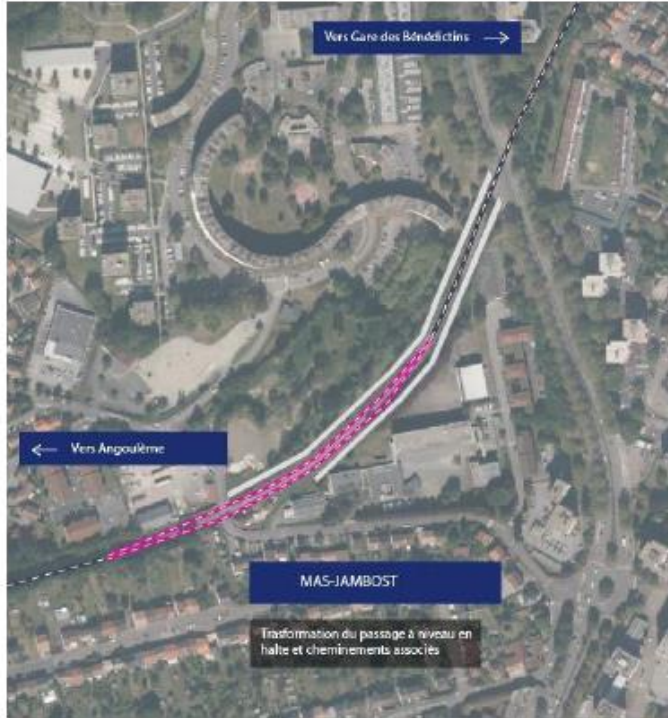 Vers Gare des Bénédictins →
← Vers Angoulême
MAS-JAMBOST
Trasformation du passage à niveau en
halte et cheminements associés